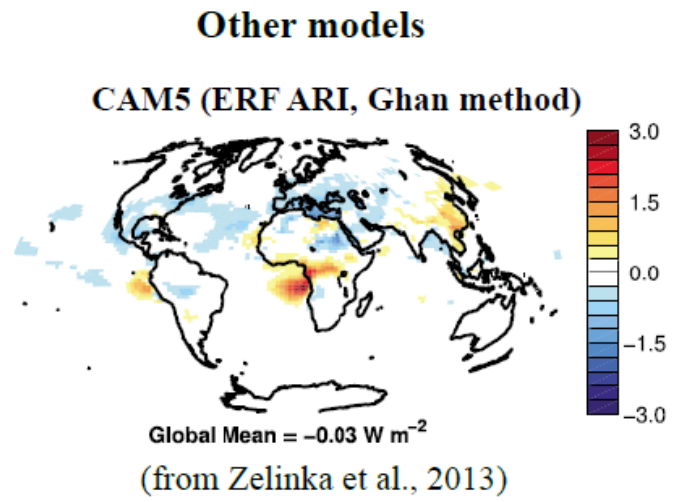 Other models
CAM5 (ERF ARI, Ghan method)
3.0
1.5
0.0
−1.5
−3.0
Global Mean = −0.03 W m⁻²
(from Zelinka et al., 2013)